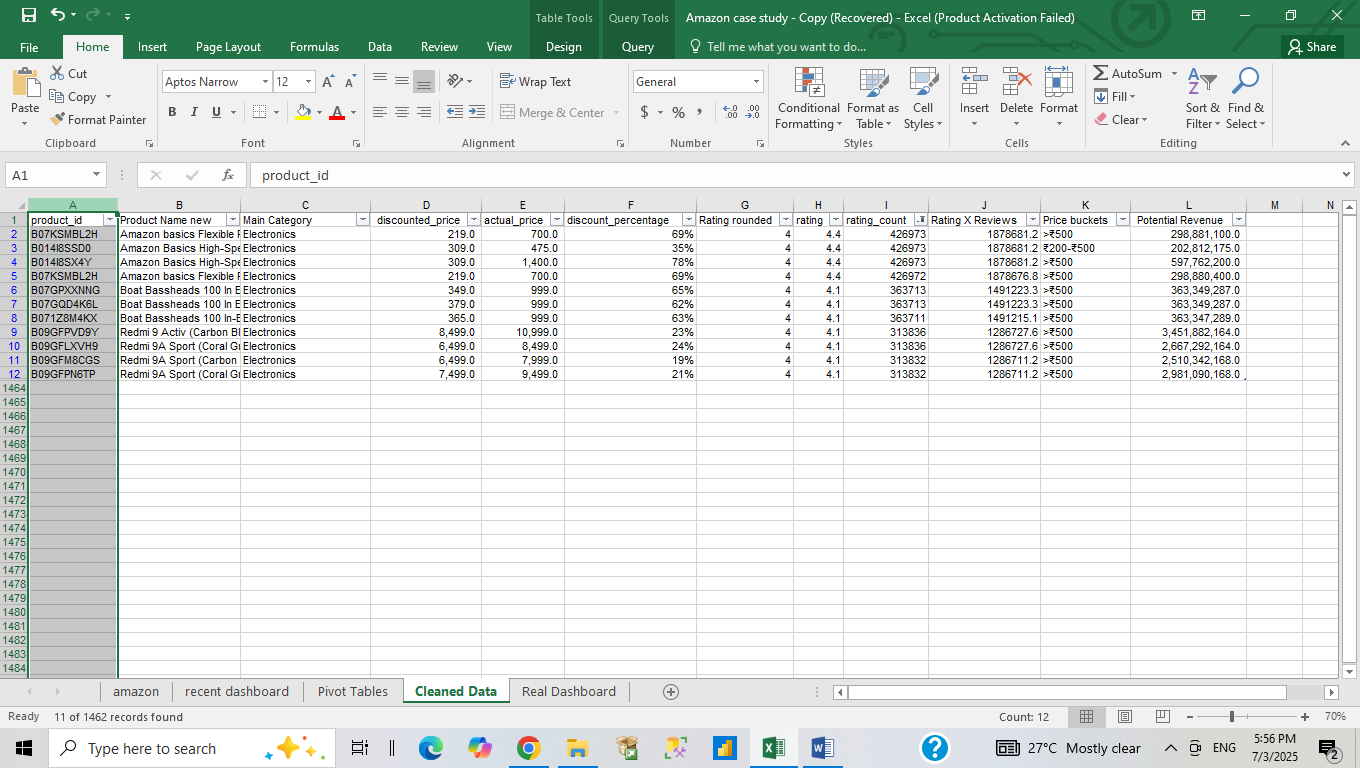 Table Tools Query Tools Amazon case study - Copy (Recovered) - Excel (Product Activation Failed)
File Home Insert Page Layout Formulas Data Review View Design Query Tell me what you want to do... Share
Cut
Copy
Format Painter
Paste
Clipboard
Aptos Narrow 12
B I U
Font
Wrap Text
Merge & Center
Alignment
General
$ % ,
Number
Conditional Formatting
Format as Table
Cell Styles
Styles
Insert Delete Format
Cells
AutoSum
Fill
Clear
Sort & Filter
Find & Select
Editing
A1 fx product_id
A B C D E F G H I J K L M N
1 product_id Product Name new Main Category discounted_price actual_price discount_percentage Rating rounded rating rating_count Rating X Reviews Price buckets Potential Revenue
2 B07KSMBL2H Amazon basics Flexible Electronics 219.0 700.0 69% 4 4.4 426973 1878681.2 >₹500 298,881,100.0
3 B014I8SSD0 Amazon Basics High-Spe Electronics 309.0 475.0 35% 4 4.4 426973 1878681.2 ₹200-₹500 202,812,175.0
4 B014I8SX4Y Amazon Basics High-Spe Electronics 309.0 1,400.0 78% 4 4.4 426973 1878681.2 >₹500 597,762,200.0
5 B07KSMBL2H Amazon basics Flexible Electronics 219.0 700.0 69% 4 4.4 426972 1878676.8 >₹500 298,880,400.0
6 B07GPXXNNG Boat Bassheads 100 In E Electronics 349.0 999.0 65% 4 4.1 363713 1491223.3 >₹500 363,349,287.0
7 B07GQD4K6L Boat Bassheads 100 In E Electronics 379.0 999.0 62% 4 4.1 363713 1491223.3 >₹500 363,349,287.0
8 B071Z8M4KX Boat Bassheads 100 In-E Electronics 365.0 999.0 63% 4 4.1 363711 1491215.1 >₹500 363,347,289.0
9 B09GFPVD9Y Redmi 9 Activ (Carbon Bl Electronics 8,499.0 10,999.0 23% 4 4.1 313836 1286727.6 >₹500 3,451,882,164.0
10 B09GFLXVH9 Redmi 9A Sport (Coral Gr Electronics 6,499.0 8,499.0 24% 4 4.1 313836 1286727.6 >₹500 2,667,292,164.0
11 B09GFM8CGS Redmi 9A Sport (Carbon Electronics 6,499.0 7,999.0 19% 4 4.1 313832 1286711.2 >₹500 2,510,342,168.0
12 B09GFPN6TP Redmi 9A Sport (Coral Gr Electronics 7,499.0 9,499.0 21% 4 4.1 313832 1286711.2 >₹500 2,981,090,168.0
1464
1465
1466
1467
1468
1469
1470
1471
1472
1473
1474
1475
1476
1477
1478
1479
1480
1481
1482
1483
1484
amazon recent dashboard Pivot Tables Cleaned Data Real Dashboard
Ready 11 of 1462 records found Count: 12 70%
Type here to search 27°C Mostly clear ENG 5:56 PM
7/3/2025 2